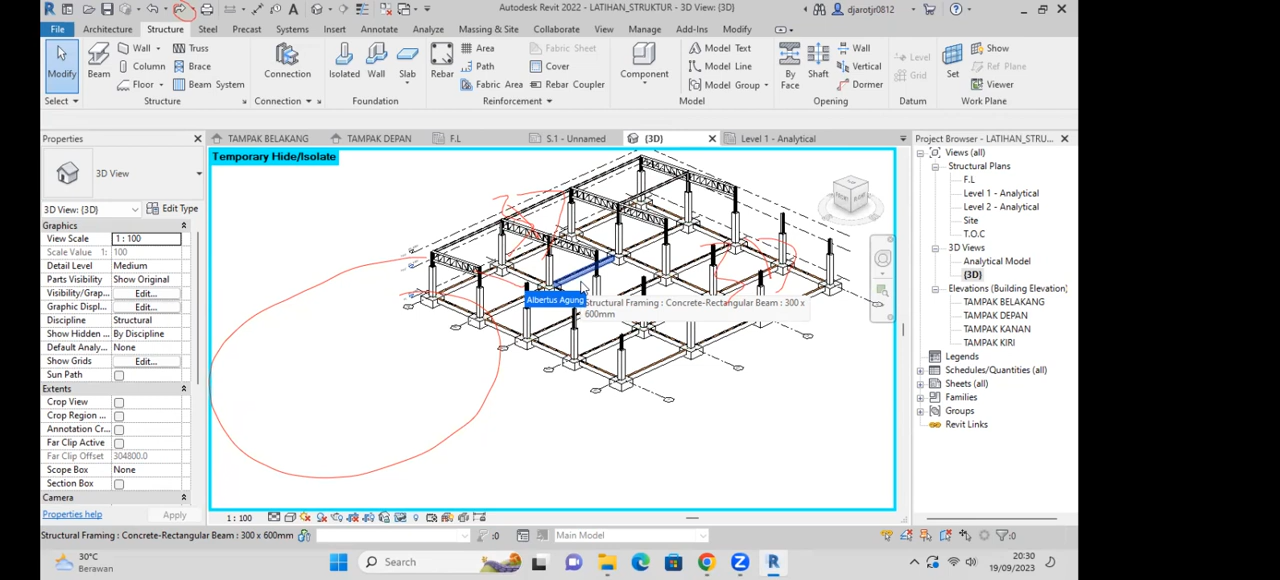 Autodesk Revit 2022 - LATIHAN_STRUKTUR - 3D View: {3D}
djarotjr0812
File Architecture Structure Steel Precast Systems Insert Annotate Analyze Massing & Site Collaborate View Manage Add-Ins Modify
Modify
Beam
Wall
Column
Floor
Truss
Brace
Beam System
Connection
Isolated
Wall
Slab
Rebar
Area
Path
Fabric Area
Fabric Sheet
Cover
Rebar Coupler
Component
Model Text
Model Line
Model Group
By
Face
Shaft
Wall
Vertical
Dormer
Level
Grid
Set
Show
Ref Plane
Viewer
Select
Structure
Connection
Foundation
Reinforcement
Model
Opening
Datum
Work Plane
Properties
TAMPAK BELAKANG
TAMPAK DEPAN
F.L
S.1 - Unnamed
{3D}
Level 1 - Analytical
Project Browser - LATIHAN_STRU...
3D View
3D View: {3D}
Edit Type
Graphics
View Scale 1 : 100
Scale Value 1: 100
Detail Level Medium
Parts Visibility Show Original
Visibility/Grap... Edit...
Graphic Displ... Edit...
Discipline Structural
Show Hidden ... By Discipline
Default Analy... None
Show Grids Edit...
Sun Path
Extents
Crop View
Crop Region ...
Annotation Cr...
Far Clip Active
Far Clip Offset 304800.0
Scope Box None
Section Box
Camera
Properties help
Apply
Temporary Hide/Isolate
Albertus Agung
Structural Framing : Concrete-Rectangular Beam : 300 x
600mm
Views (all)
Structural Plans
F.L
Level 1 - Analytical
Level 2 - Analytical
Site
T.O.C
3D Views
Analytical Model
{3D}
Elevations (Building Elevation)
TAMPAK BELAKANG
TAMPAK DEPAN
TAMPAK KANAN
TAMPAK KIRI
Legends
Schedules/Quantities (all)
Sheets (all)
Families
Groups
Revit Links
1 : 100
Structural Framing : Concrete-Rectangular Beam : 300 x 600mm
:0
Main Model
:0
30°C
Berawan
Search
20:30
19/09/2023